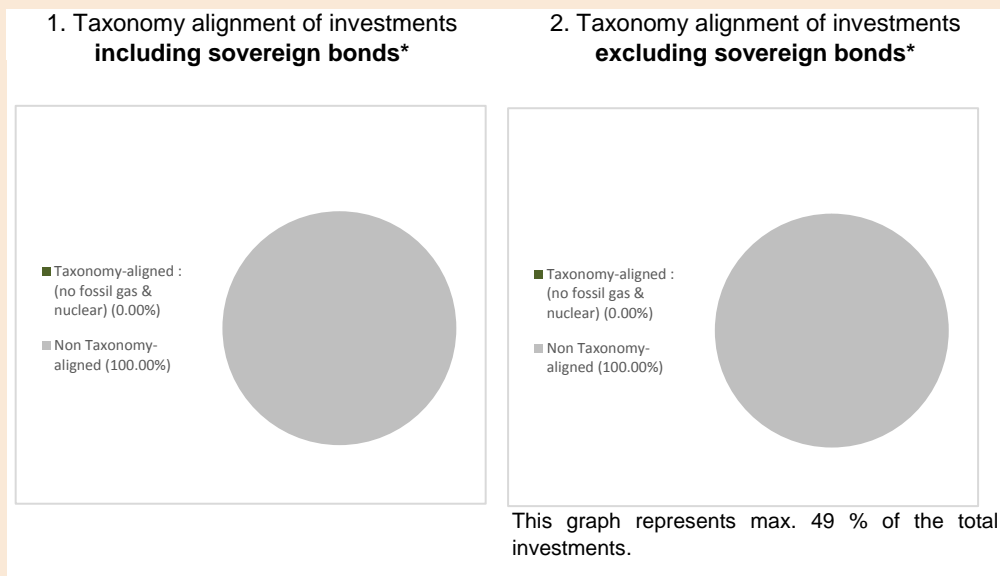 1. Taxonomy alignment of investments
including sovereign bonds*
Taxonomy-aligned :
(no fossil gas &
nuclear) (0.00%)
Non Taxonomy-
aligned (100.00%)
2. Taxonomy alignment of investments
excluding sovereign bonds*
Taxonomy-aligned :
(no fossil gas &
nuclear) (0.00%)
Non Taxonomy-
aligned (100.00%)
This graph represents max. 49 % of the total
investments.